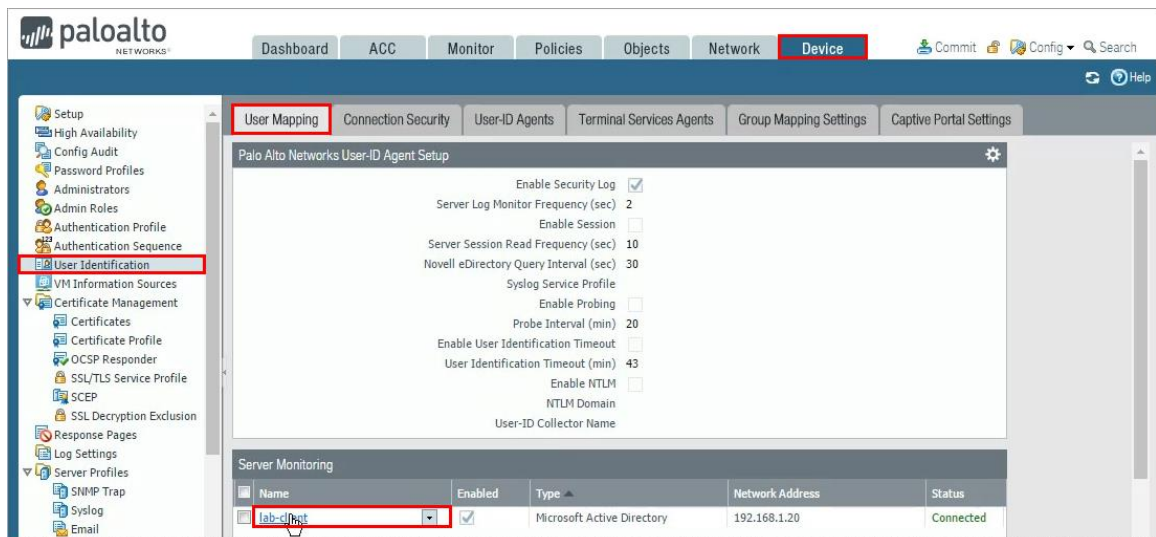 paloalto
NETWORKS®
Dashboard ACC Monitor Policies Objects Network Device Commit Config Search
Help
Setup
High Availability
Config Audit
Password Profiles
Administrators
Admin Roles
Authentication Profile
Authentication Sequence
User Identification
VM Information Sources
Certificate Management
Certificates
Certificate Profile
OCSP Responder
SSL/TLS Service Profile
SCEP
SSL Decryption Exclusion
Response Pages
Log Settings
Server Profiles
SNMP Trap
Syslog
Email
User Mapping Connection Security User-ID Agents Terminal Services Agents Group Mapping Settings Captive Portal Settings
Palo Alto Networks User-ID Agent Setup
Enable Security Log
Server Log Monitor Frequency (sec) 2
Enable Session
Server Session Read Frequency (sec) 10
Novell eDirectory Query Interval (sec) 30
Syslog Service Profile
Enable Probing
Probe Interval (min) 20
Enable User Identification Timeout
User Identification Timeout (min) 43
Enable NTLM
NTLM Domain
User-ID Collector Name
Server Monitoring
Name Enabled Type Network Address Status
lab-client Microsoft Active Directory 192.168.1.20 Connected